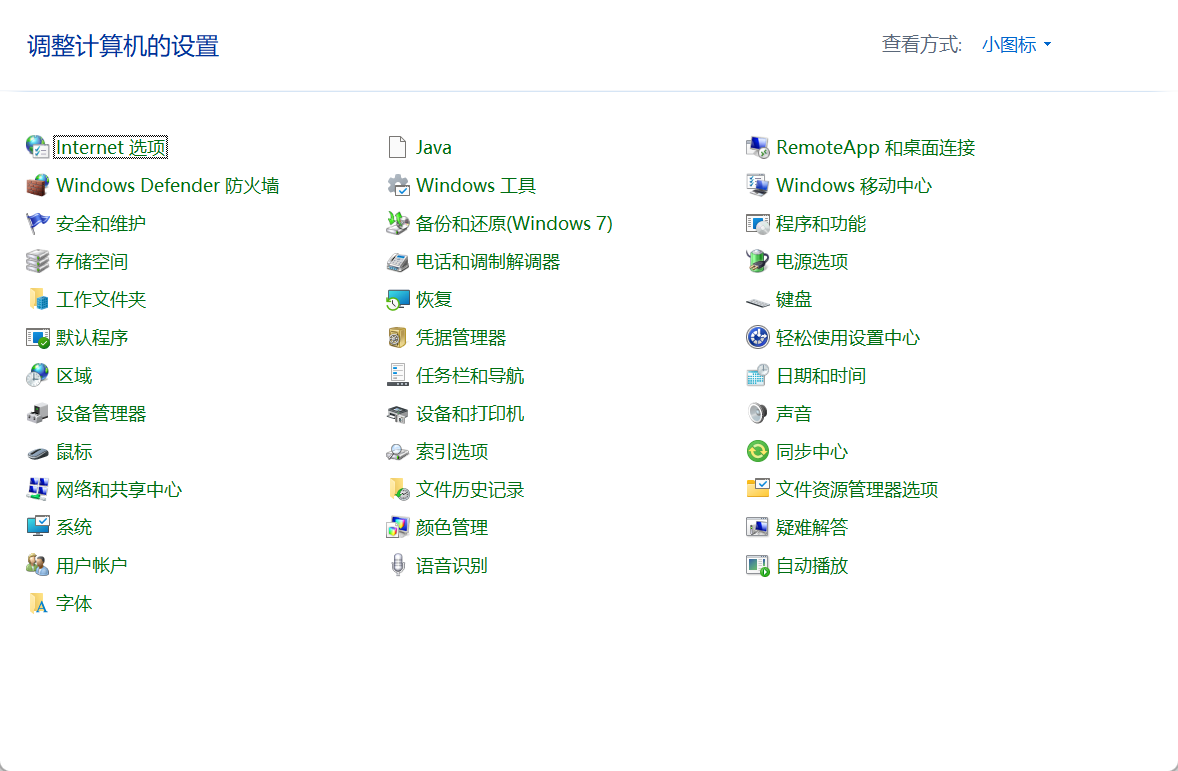 调整计算机的设置
查看方式: 小图标
Internet 选项
Java
RemoteApp 和桌面连接
Windows Defender 防火墙
Windows 工具
Windows 移动中心
安全和维护
备份和还原(Windows 7)
程序和功能
存储空间
电话和调制解调器
电源选项
工作文件夹
恢复
键盘
默认程序
凭据管理器
轻松使用设置中心
区域
任务栏和导航
日期和时间
设备管理器
设备和打印机
声音
鼠标
索引选项
同步中心
网络和共享中心
文件历史记录
文件资源管理器选项
系统
颜色管理
疑难解答
用户帐户
语音识别
自动播放
字体